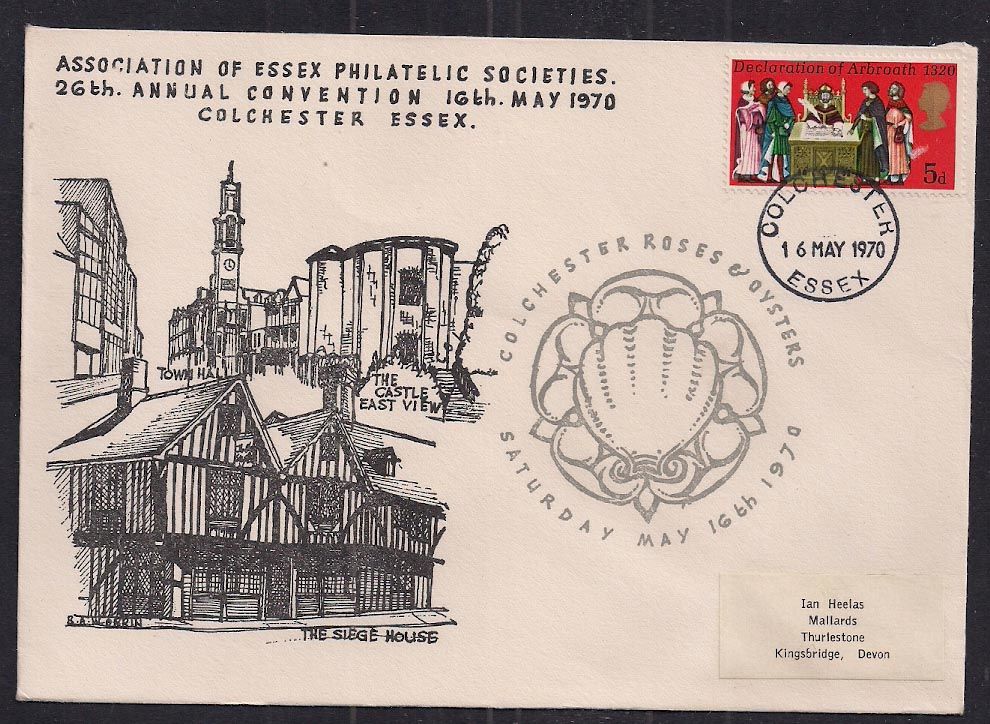 ASSOCIATION OF ESSEX PHILATELIC SOCIETIES.
26th. ANNUAL CONVENTION 16th. MAY 1970
COLCHESTER ESSEX.
Declaration of Arbroath 1320
5d
COLCHESTER
16 MAY 1970
ESSEX
COLCHESTER ROSES & OYSTERS
SATURDAY MAY 16th 1970
TOWN HALL
THE
CASTLE
EAST VIEW
THE SIEGE HOUSE
Ian Heelas
Mallards
Thurlestone
Kingsbridge, Devon